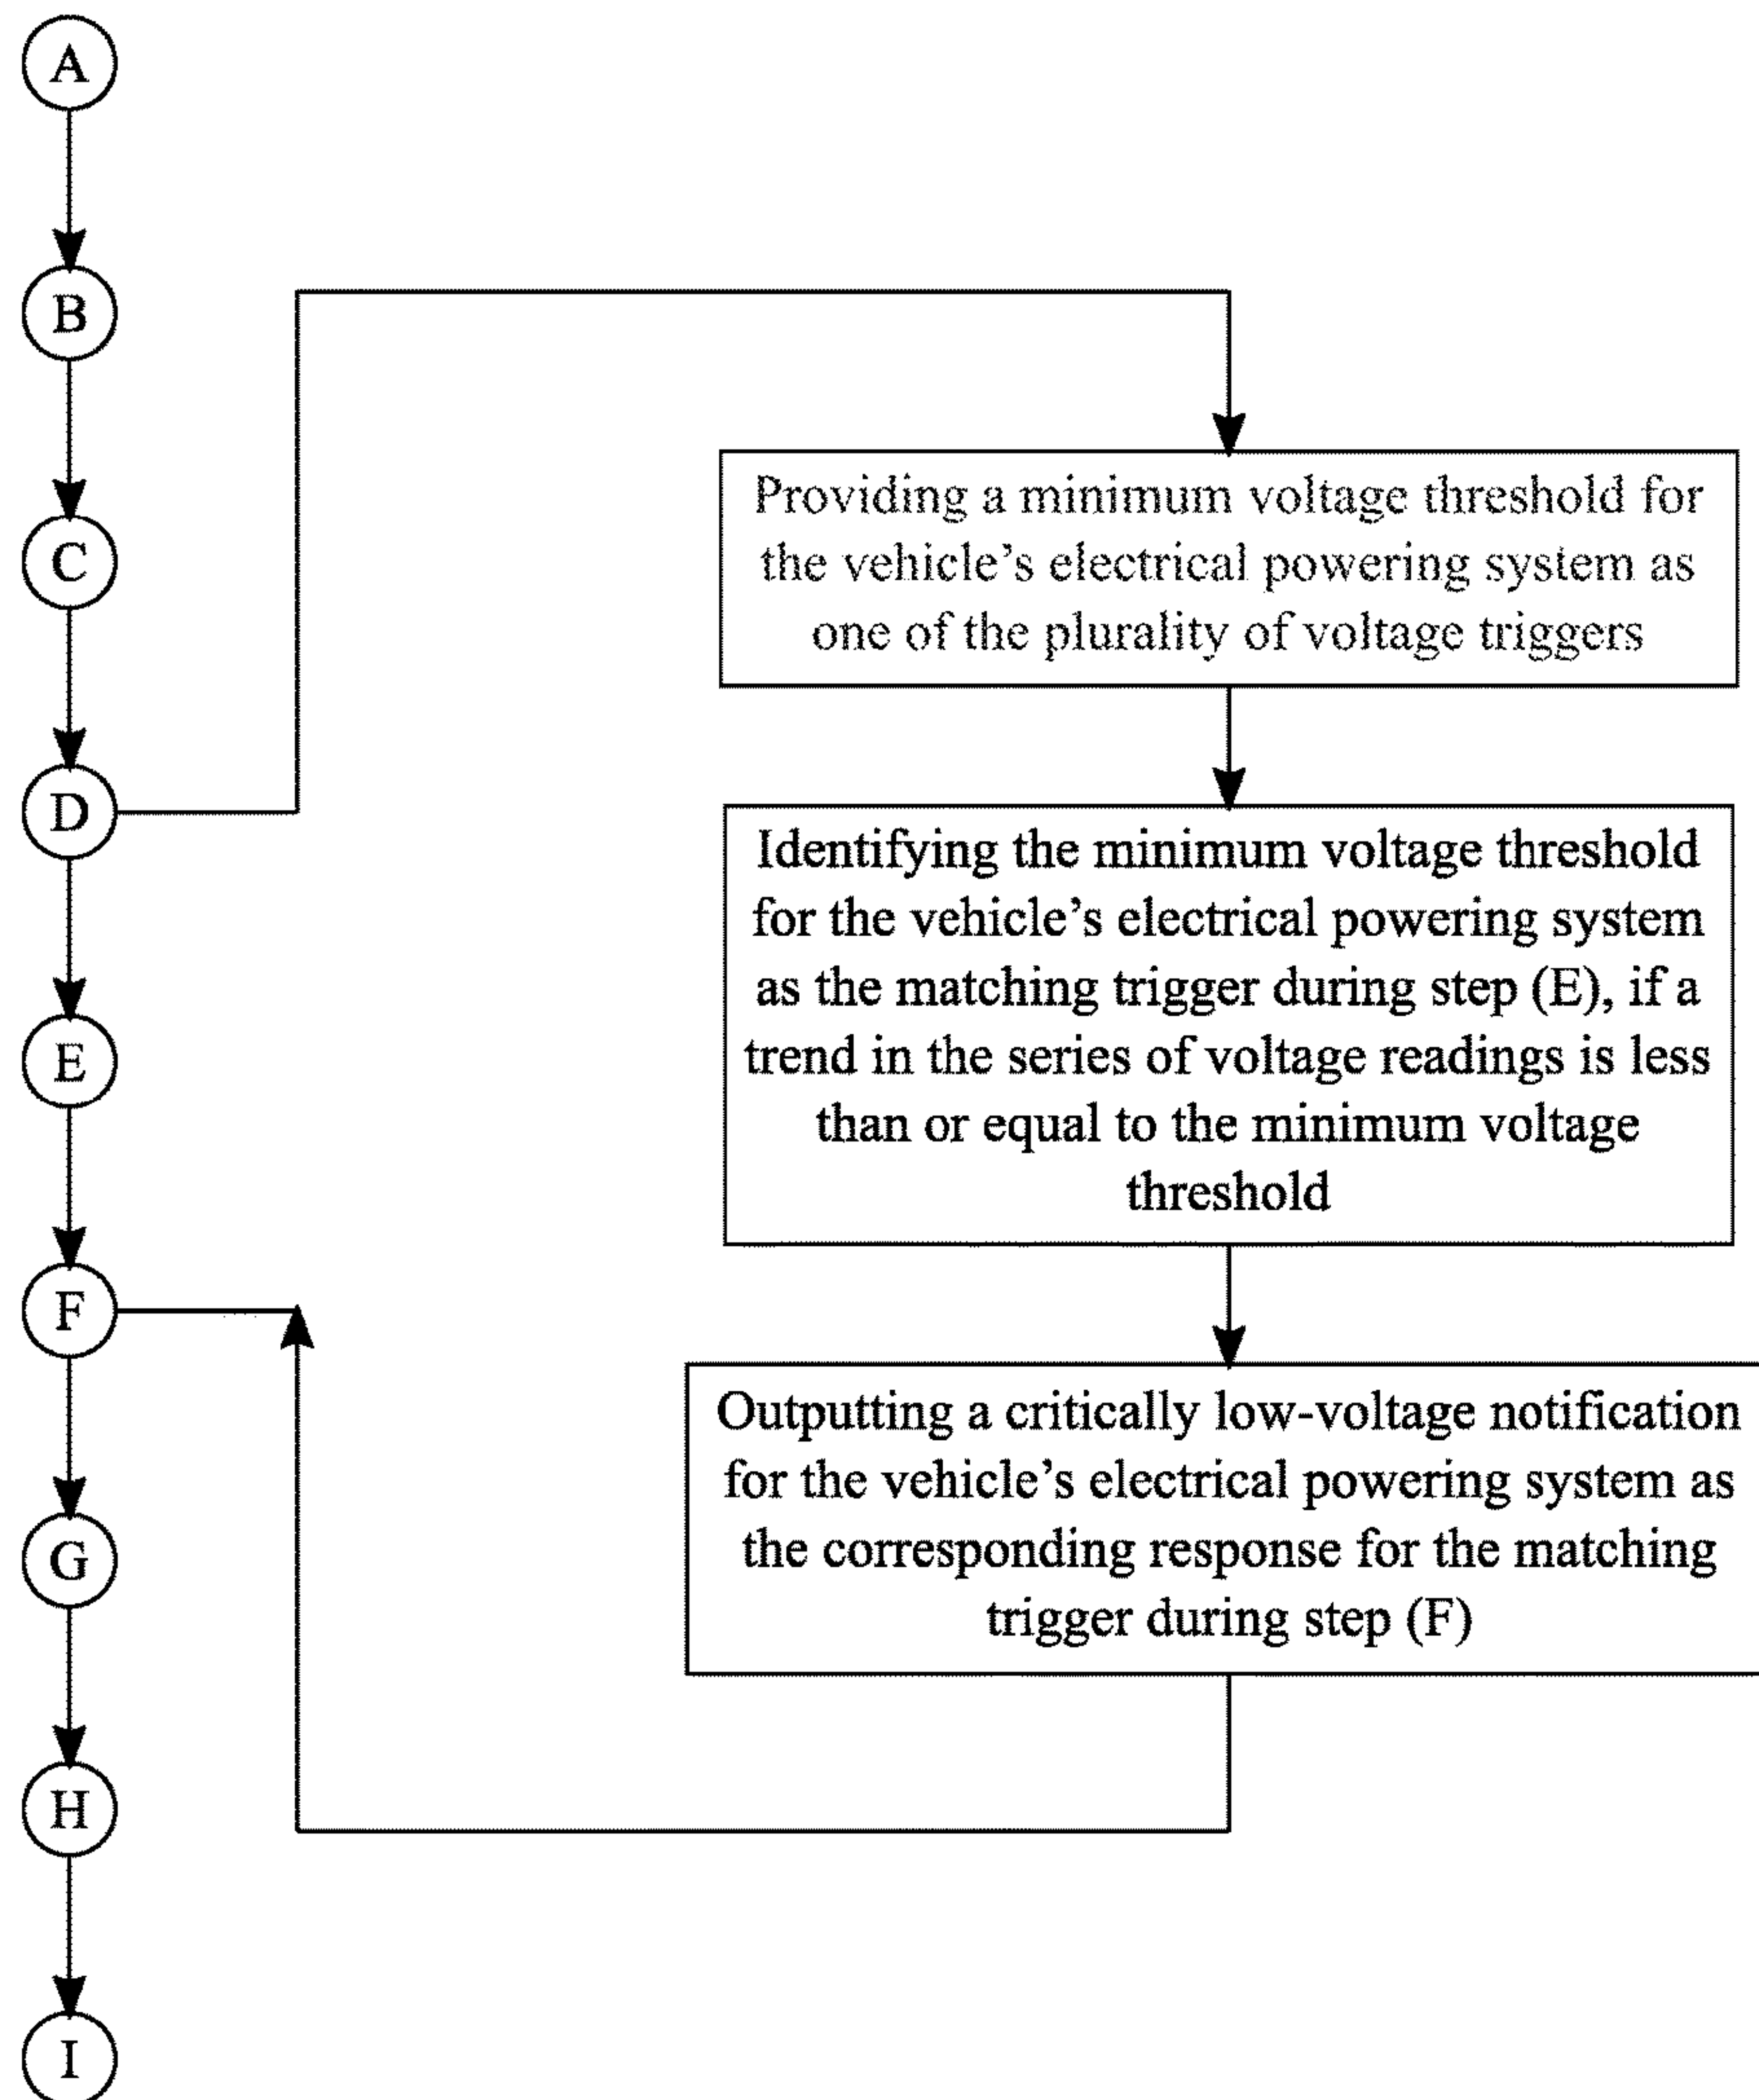 A
B
C
D
E
F
G
H
I
Providing a minimum voltage threshold for
the vehicle's electrical powering system as
one of the plurality of voltage triggers
Identifying the minimum voltage threshold
for the vehicle's electrical powering system
as the matching trigger during step (E), if a
trend in the series of voltage readings is less
than or equal to the minimum voltage
threshold
Outputting a critically low-voltage notification
for the vehicle's electrical powering system as
the corresponding response for the matching
trigger during step (F)